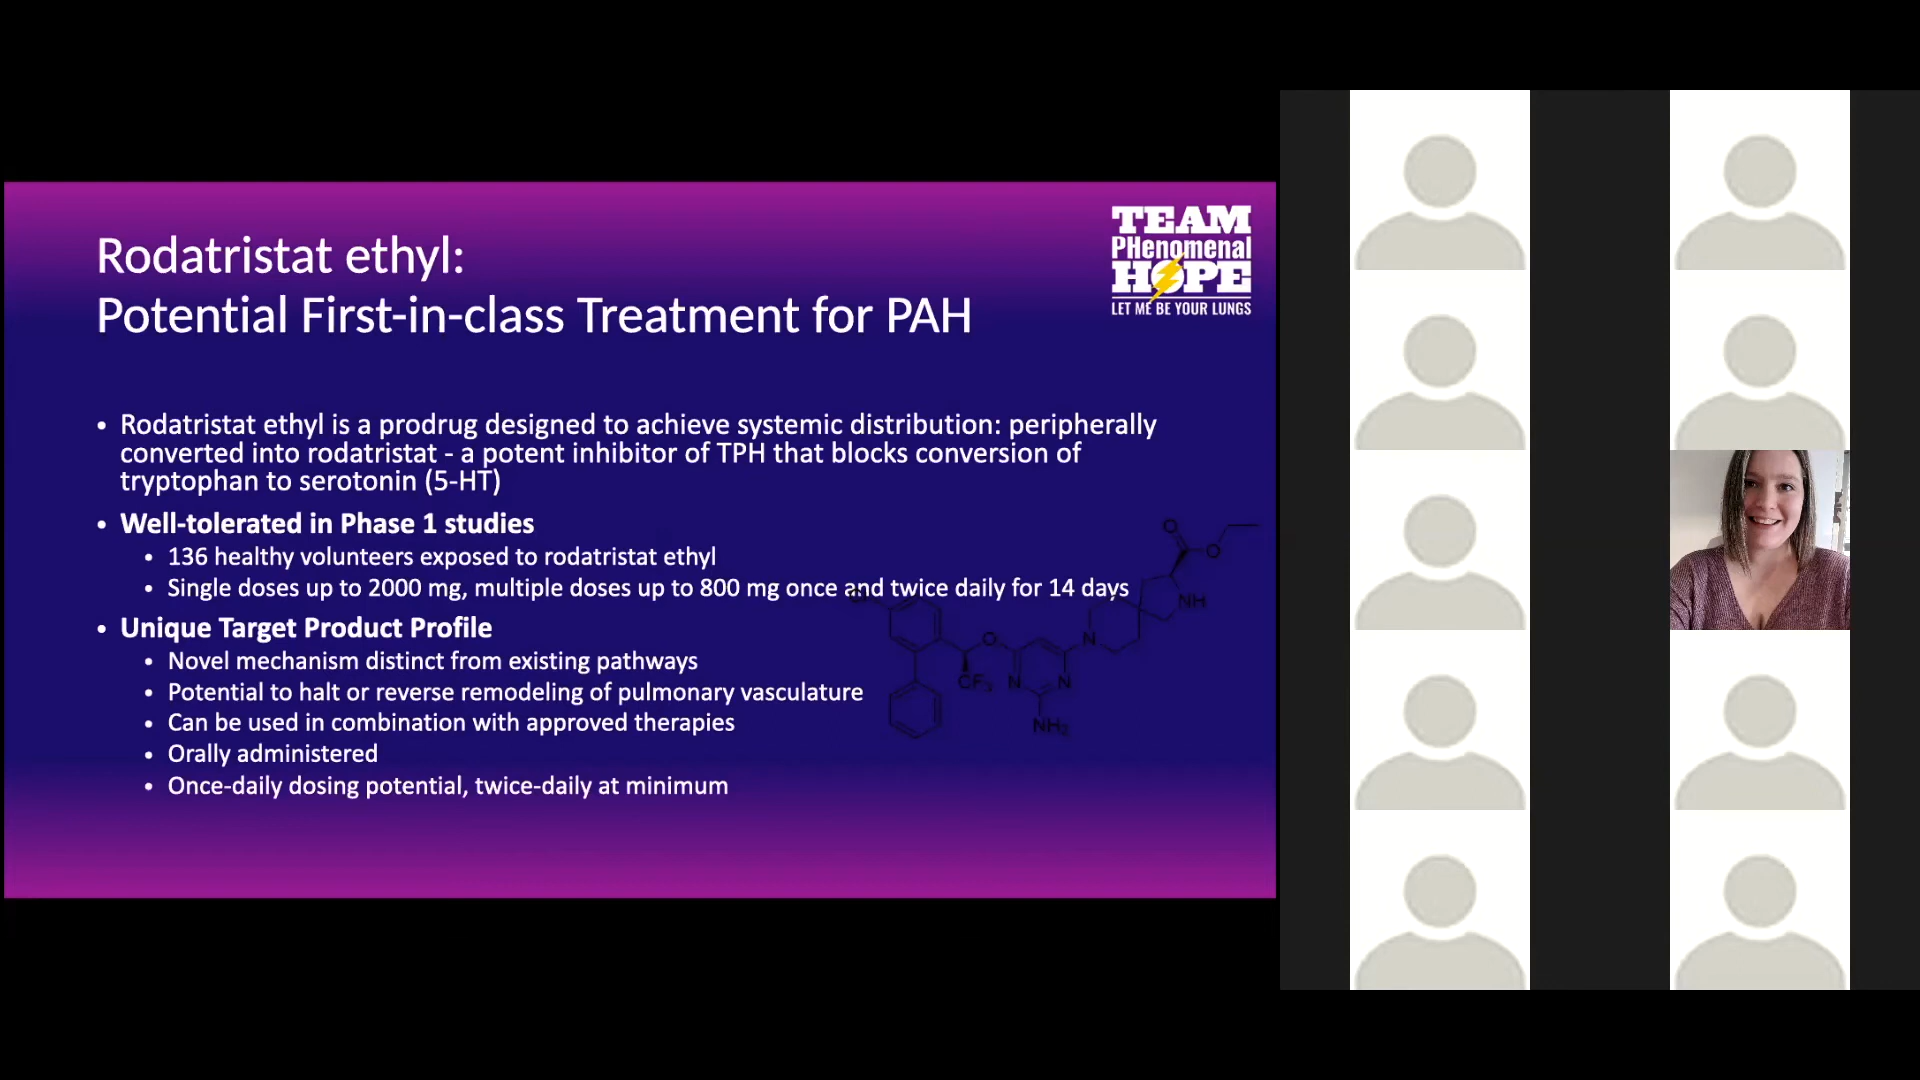 Rodatristat ethyl:
Potential First-in-class Treatment for PAH
TEAM
PHenomenal
HOPE
LET ME BE YOUR LUNGS
• Rodatristat ethyl is a prodrug designed to achieve systemic distribution: peripherally
converted into rodatristat - a potent inhibitor of TPH that blocks conversion of
tryptophan to serotonin (5-HT)
• Well-tolerated in Phase 1 studies
• 136 healthy volunteers exposed to rodatristat ethyl
• Single doses up to 2000 mg, multiple doses up to 800 mg once and twice daily for 14 days
• Unique Target Product Profile
• Novel mechanism distinct from existing pathways
• Potential to halt or reverse remodeling of pulmonary vasculature
• Can be used in combination with approved therapies
• Orally administered
• Once-daily dosing potential, twice-daily at minimum
O
O
NH
O
N
CF₃
N
N
NH₂